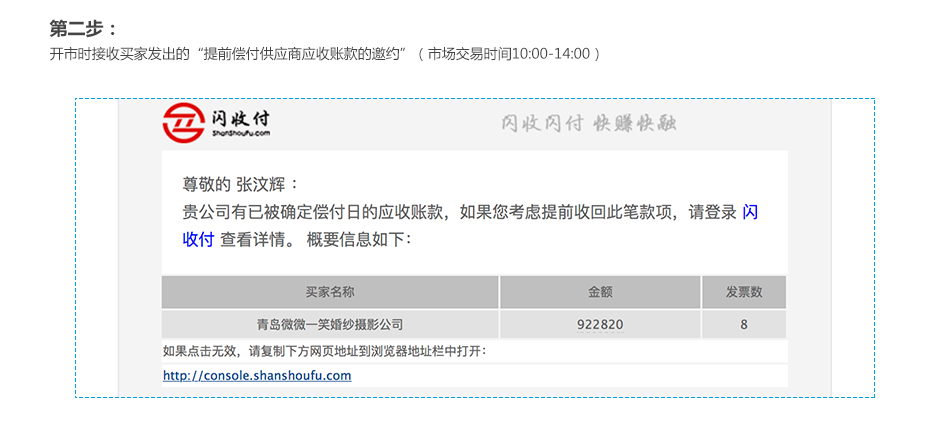 第二步：
开市时接收买家发出的“提前偿付供应商应收账款的邀约”（市场交易时间10:00-14:00）
闪收付
ShanShouFu.com
闪收闪付 快赚快融
尊敬的 张汶辉：
贵公司有已被确定偿付日的应收账款，如果您考虑提前收回此笔款项，请登录 闪
收付 查看详情。 概要信息如下：
买家名称 金额 发票数
青岛微微一笑婚纱摄影公司 922820 8
如果点击无效，请复制下方网页地址到浏览器地址栏中打开：
http://console.shanshoufu.com